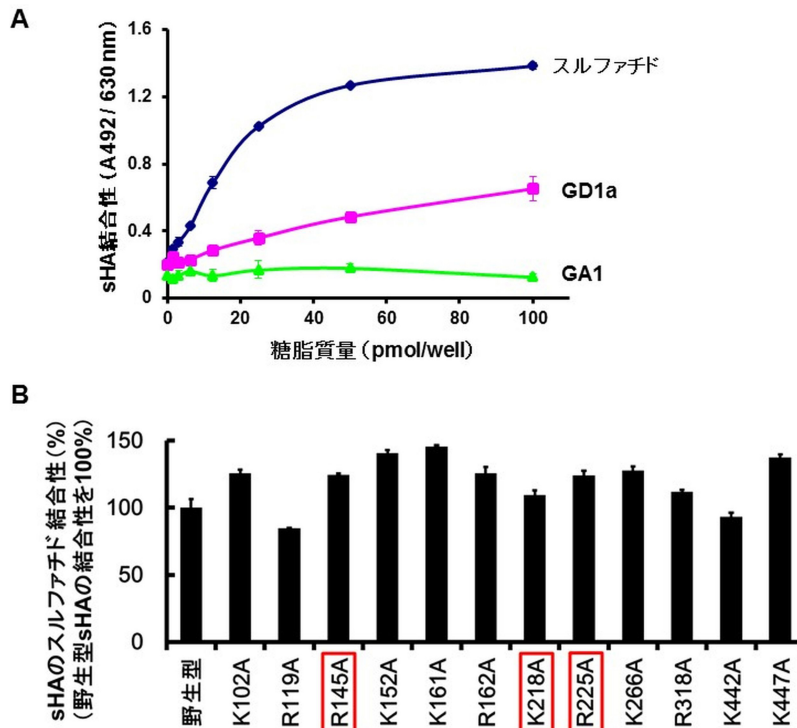 A
sHA結合性 (A492 / 630 nm)
1.6
1.2
0.8
0.4
0
0 20 40 60 80 100
糖脂質量 (pmol/well)
スルファチド
GD1a
GA1
B
sHAのスルファチド結合性(%)
(野生型sHAの結合性を100%)
150
100
50
0
野生型 K102A R119A R145A K152A K161A R162A K218A R225A K266A R318A K442A K447A